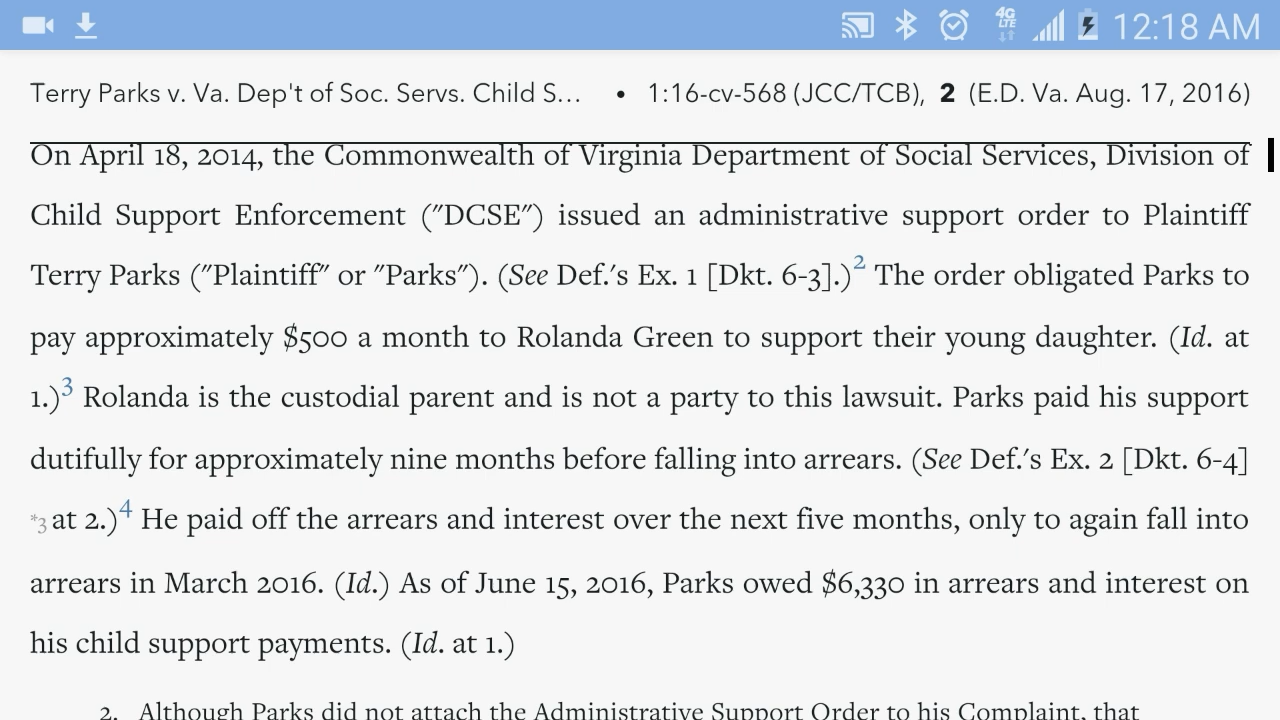 4G
LTE
12:18 AM
Terry Parks v. Va. Dep't of Soc. Servs. Child S... • 1:16-cv-568 (JCC/TCB), 2 (E.D. Va. Aug. 17, 2016)
On April 18, 2014, the Commonwealth of Virginia Department of Social Services, Division of
Child Support Enforcement ("DCSE") issued an administrative support order to Plaintiff
Terry Parks ("Plaintiff" or "Parks"). (See Def.'s Ex. 1 [Dkt. 6-3].)2 The order obligated Parks to
pay approximately $500 a month to Rolanda Green to support their young daughter. (Id. at
1.)3 Rolanda is the custodial parent and is not a party to this lawsuit. Parks paid his support
dutifully for approximately nine months before falling into arrears. (See Def.'s Ex. 2 [Dkt. 6-4]
*3 at 2.)4 He paid off the arrears and interest over the next five months, only to again fall into
arrears in March 2016. (Id.) As of June 15, 2016, Parks owed $6,330 in arrears and interest on
his child support payments. (Id. at 1.)
2. Although Parks did not attach the Administrative Support Order to his Complaint, that